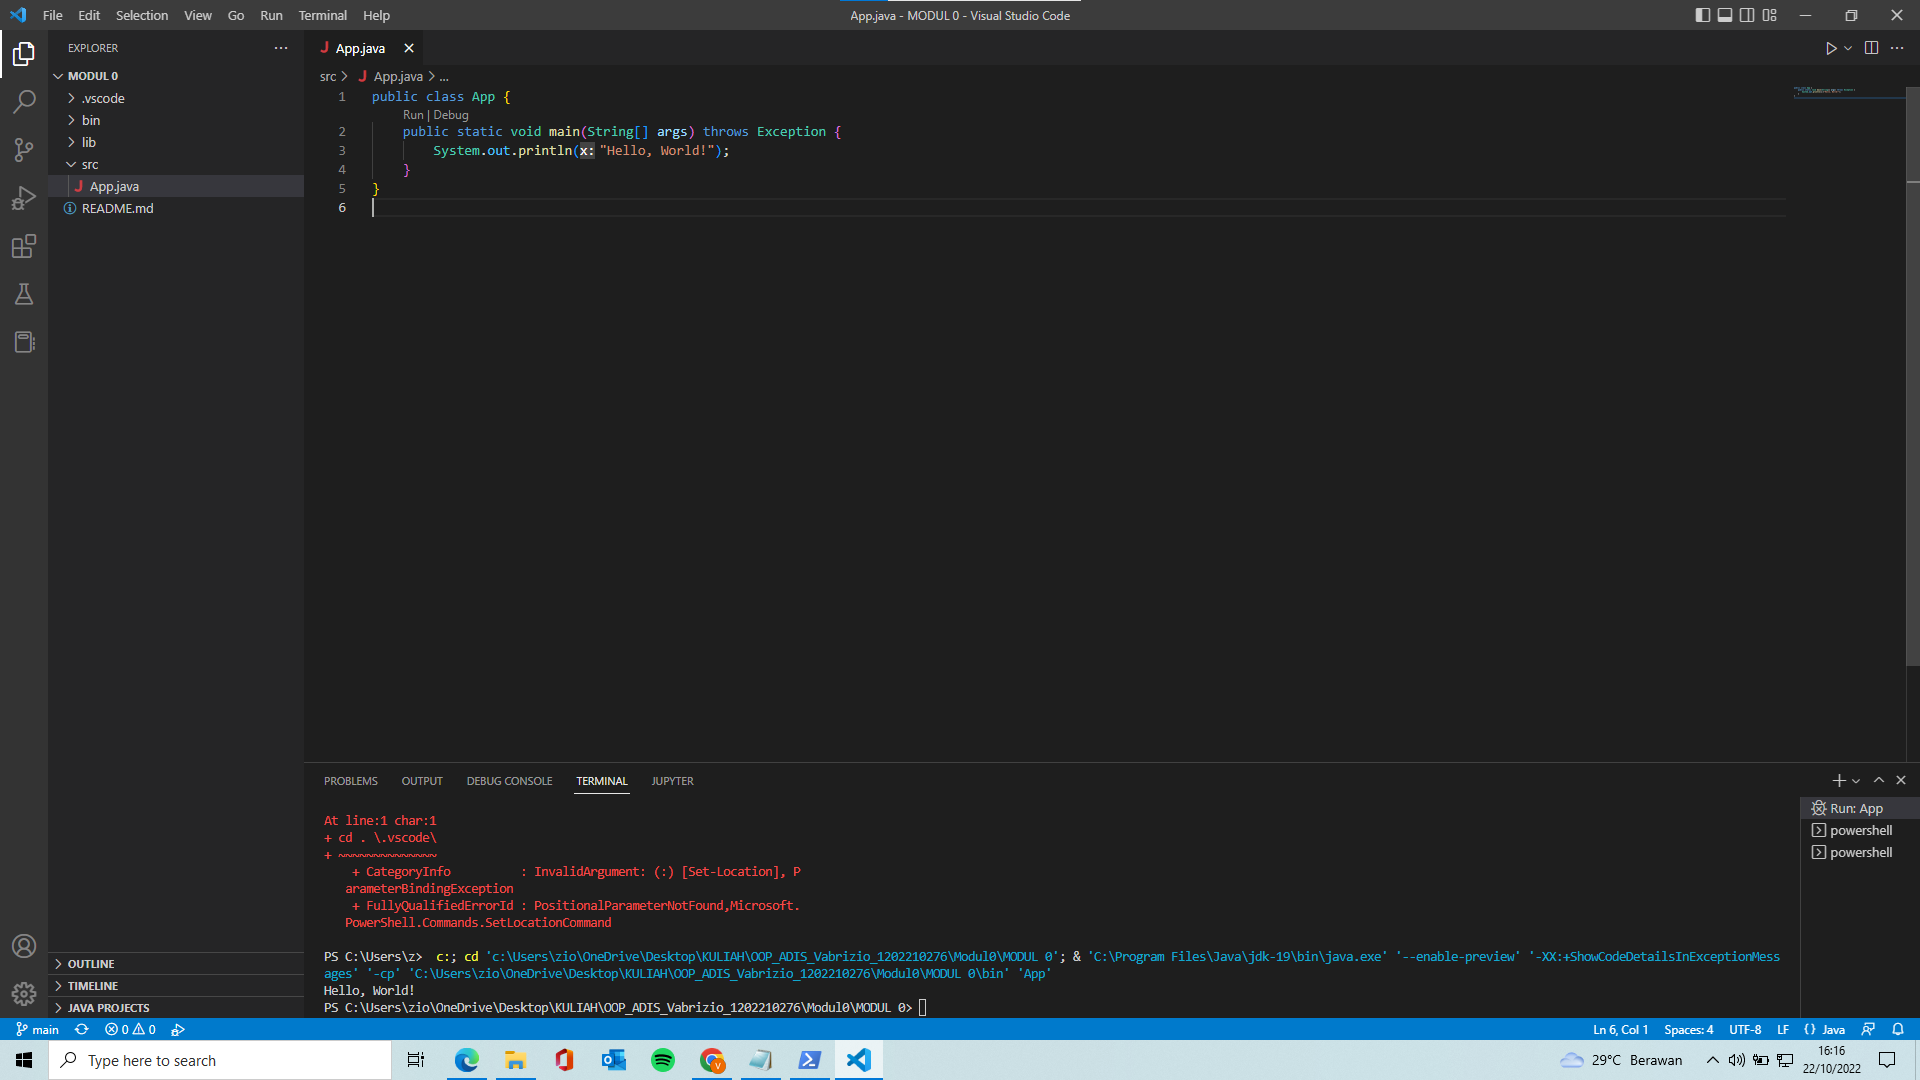 File Edit Selection View Go Run Terminal Help
App.java - MODUL 0 - Visual Studio Code
EXPLORER
MODUL 0
.vscode
bin
lib
src
App.java
README.md
OUTLINE
TIMELINE
JAVA PROJECTS
App.java
src > App.java > ...
1 public class App {
Run | Debug
2 public static void main(String[] args) throws Exception {
3 System.out.println(x: "Hello, World!");
4 }
5 }
6
PROBLEMS OUTPUT DEBUG CONSOLE TERMINAL JUPYTER
At line:1 char:1
+ cd . \.vscode\
+ ~~~~~~~~~~~~~~
+ CategoryInfo : InvalidArgument: (:) [Set-Location], P
arameterBindingException
+ FullyQualifiedErrorId : PositionalParameterNotFound,Microsoft.
PowerShell.Commands.SetLocationCommand
PS C:\Users\z> c:; cd 'c:\Users\zio\OneDrive\Desktop\KULIAH\OOP_ADIS_Vabrizio_1202210276\Modul0\MODUL 0'; & 'C:\Program Files\Java\jdk-19\bin\java.exe' '--enable-preview' '-XX:+ShowCodeDetailsInExceptionMess
ages' '-cp' 'C:\Users\zio\OneDrive\Desktop\KULIAH\OOP_ADIS_Vabrizio_1202210276\Modul0\MODUL 0\bin' 'App'
Hello, World!
PS C:\Users\zio\OneDrive\Desktop\KULIAH\OOP_ADIS_Vabrizio_1202210276\Modul0\MODUL 0>
Run: App
powershell
powershell
main 0 0
Ln 6, Col 1 Spaces: 4 UTF-8 LF {} Java
Type here to search
29°C Berawan
16:16
22/10/2022